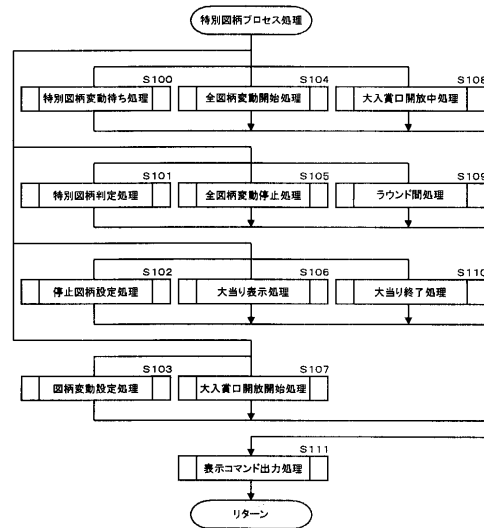 特別図柄プロセス処理
S100 S104 S108
特別図柄変動待ち処理 全図柄変動開始処理 大入賞口開放中処理
S101 S105 S109
特別図柄判定処理 全図柄変動停止処理 ラウンド間処理
S102 S106 S110
停止図柄設定処理 大当り表示処理 大当り終了処理
S103 S107
図柄変動設定処理 大入賞口開放開始処理
S111
表示コマンド出力処理
リターン